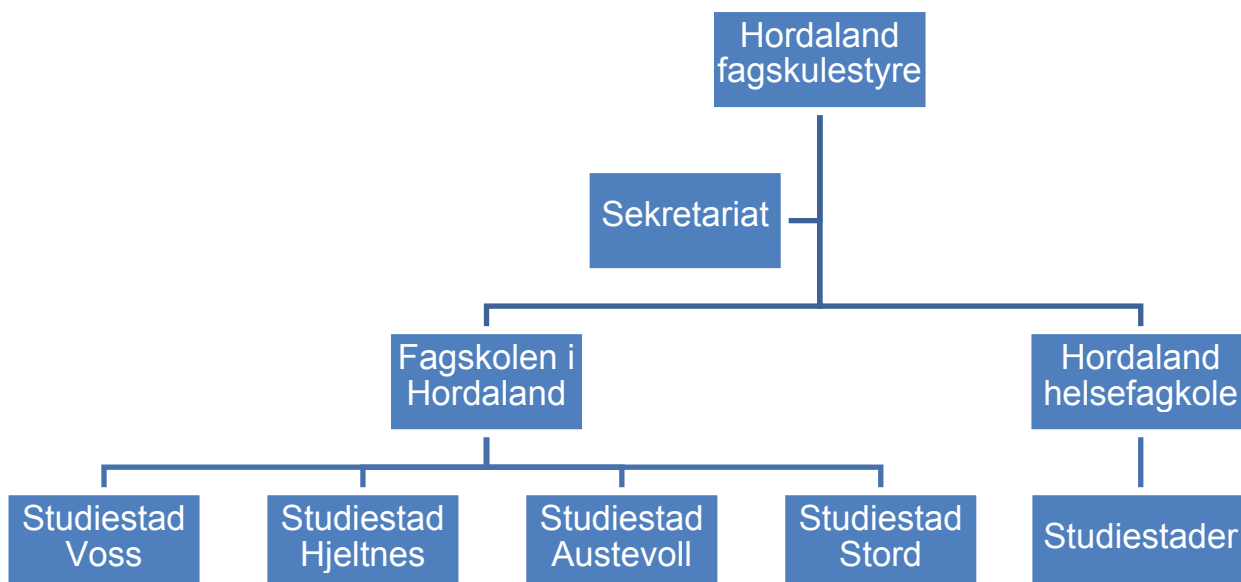 Hordaland
fagskulestyre
Sekretariat
Fagskolen i
Hordaland
Hordaland
helsefagkole
Studiestad
Voss
Studiestad
Hjeltnes
Studiestad
Austevoll
Studiestad
Stord
Studiestader